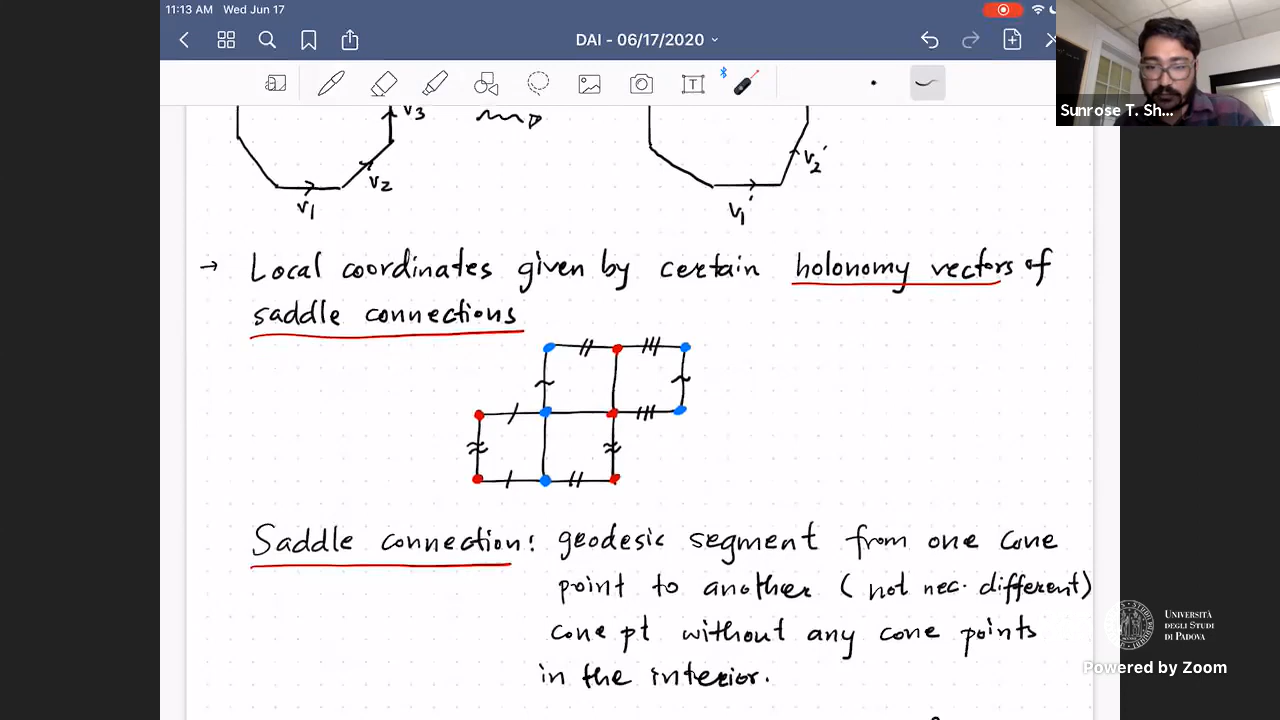 11:13 AM Wed Jun 17
DAI - 06/17/2020
Sunrose T. Sh...
v3
v2
v1
v2'
v1'
→ Local coordinates given by certain holonomy vectors of
saddle connections
Saddle connection: geodesic segment from one cone
point to another (not nec. different)
cone pt without any cone points
in the interior.
UNIVERSITÀ
DEGLI STUDI
DI PADOVA
Powered by Zoom